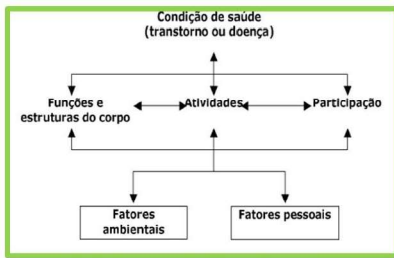 Condição de saúde
(transtorno ou doença)
Funções e
estruturas do corpo
Atividades
Participação
Fatores
ambientais
Fatores pessoais